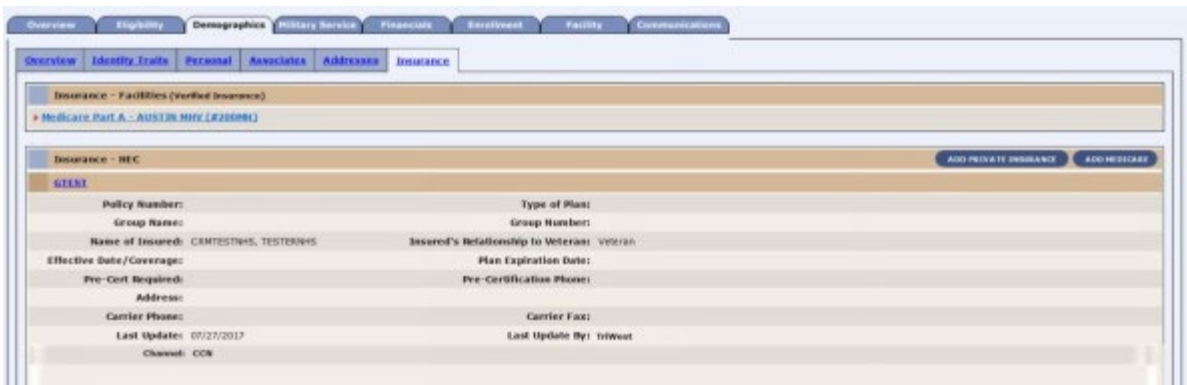 Overview Eligibility Demographics Military Service Financials Enrollment Facility Communications
Overview Identity Traits Personal Associates Addresses Insurance
Insurance - Facilities (Verified Insurance)
Medicare Part A - AUSTIN MHV (#200MH)
Insurance - HEC ADD PRIVATE INSURANCE ADD MEDICARE
GTENT
Policy Number: Type of Plan:
Group Name: Group Number:
Name of Insured: CRMTESTNHS, TESTERNHS Insured's Relationship to Veteran: Veteran
Effective Date/Coverage: Plan Expiration Date:
Pre-Cert Required: Pre-Certification Phone:
Address:
Carrier Phone: Carrier Fax:
Last Update: 07/27/2017 Last Update By: TriWest
Channel: CCN